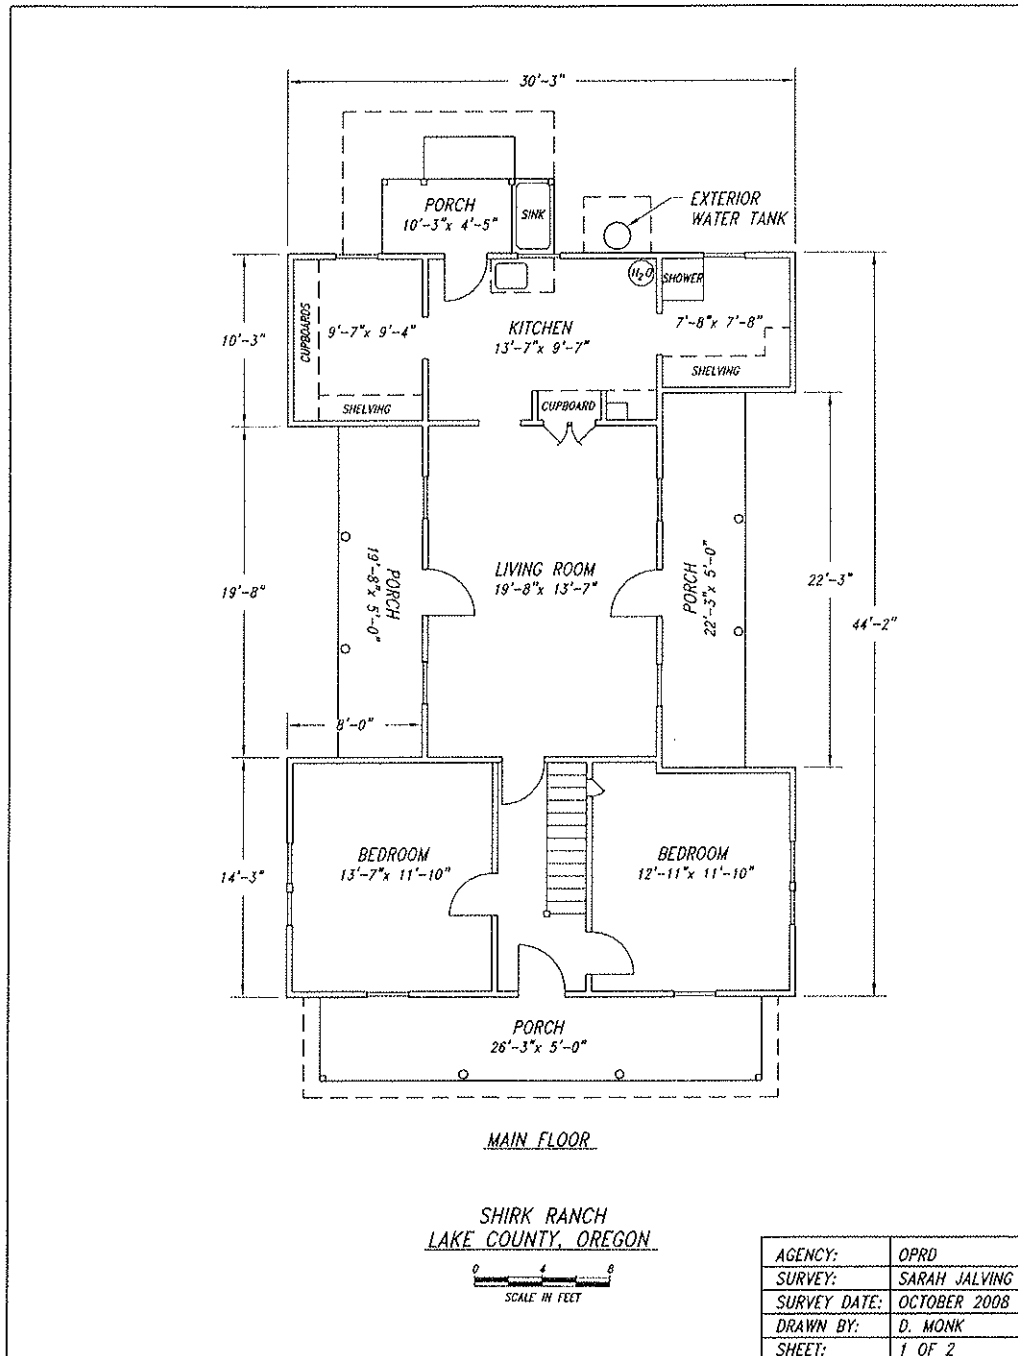 30'-3"
EXTERIOR
WATER TANK
PORCH
10'-3"x 4'-5"
SINK
H₂O
SHOWER
CUPBOARDS
9'-7"x 9'-4"
KITCHEN
13'-7"x 9'-7"
7'-8"x 7'-8"
10'-3"
SHELVING
SHELVING
CUPBOARD
PORCH
19'-8"x 5'-0"
LIVING ROOM
19'-8"x 13'-7"
PORCH
22'-3"x 5'-0"
22'-3"
19'-8"
44'-2"
8'-0"
BEDROOM
13'-7"x 11'-10"
BEDROOM
12'-11"x 11'-10"
14'-3"
PORCH
26'-3"x 5'-0"
MAIN FLOOR
SHIRK RANCH
LAKE COUNTY, OREGON
0 4 8
SCALE IN FEET
AGENCY: OPRD
SURVEY: SARAH JALVING
SURVEY DATE: OCTOBER 2008
DRAWN BY: D. MONK
SHEET: 1 OF 2